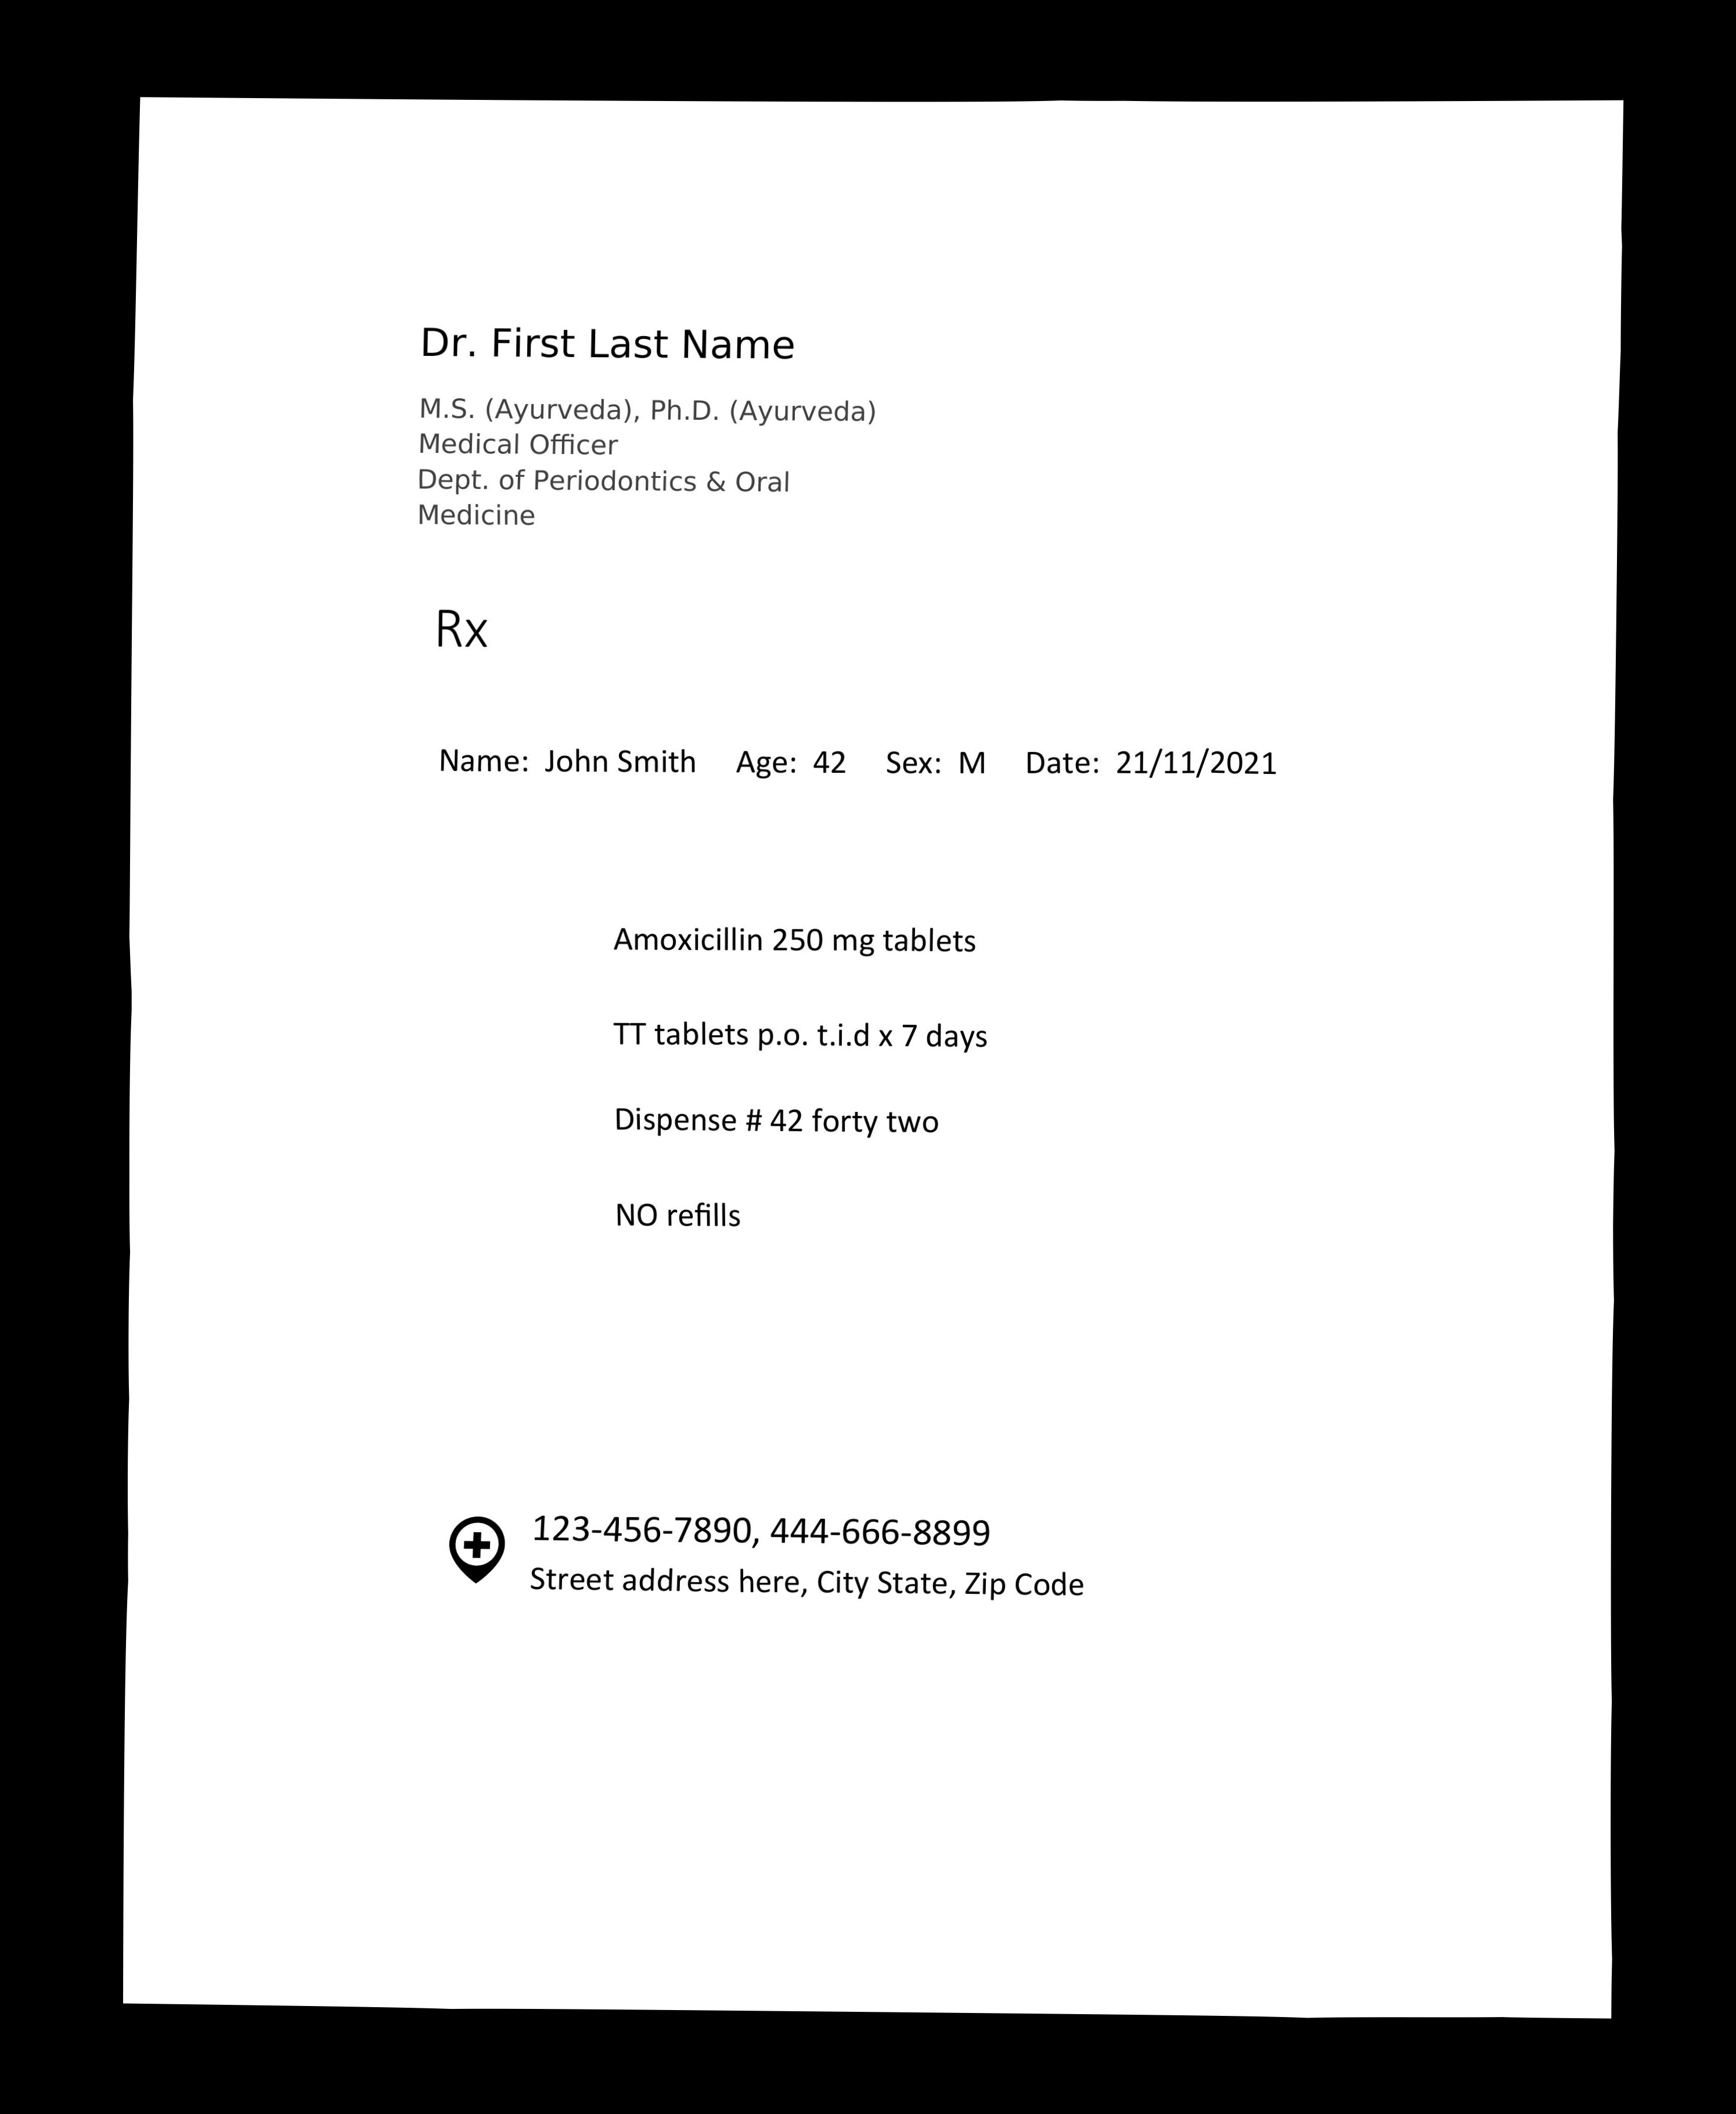 Dr. First Last Name
M.S. (Ayurveda), Ph.D. (Ayurveda)
Medical Officer
Dept. of Periodontics & Oral
Medicine
Rx
Name: John Smith Age: 42 Sex: M Date: 21/11/2021
Amoxicillin 250 mg tablets
TT tablets p.o. t.i.d x 7 days
Dispense # 42 forty two
NO refills
123-456-7890, 444-666-8899
Street address here, City State, Zip Code